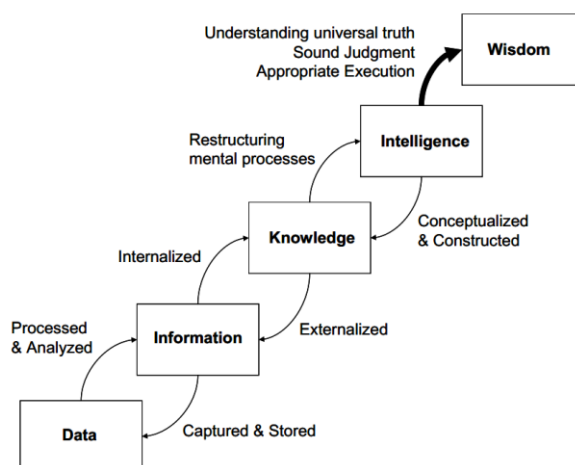 Understanding universal truth
Sound Judgment
Appropriate Execution
Wisdom
Restructuring
mental processes
Intelligence
Internalized
Knowledge
Conceptualized
& Constructed
Processed
& Analyzed
Information
Externalized
Data
Captured & Stored